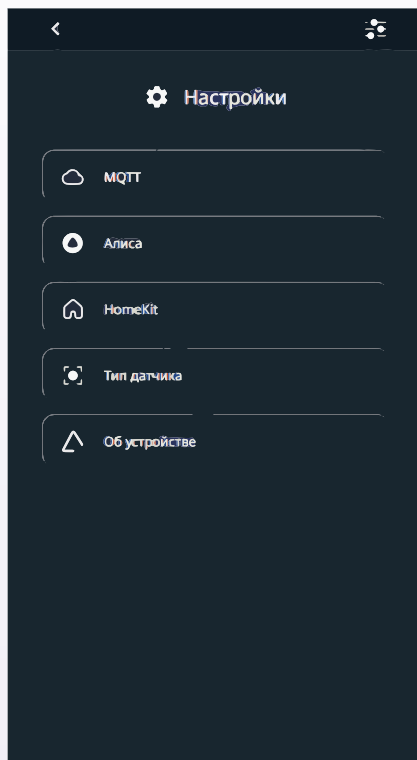 Настройки
MQTT
Алиса
HomeKit
Тип датчика
Об устройстве